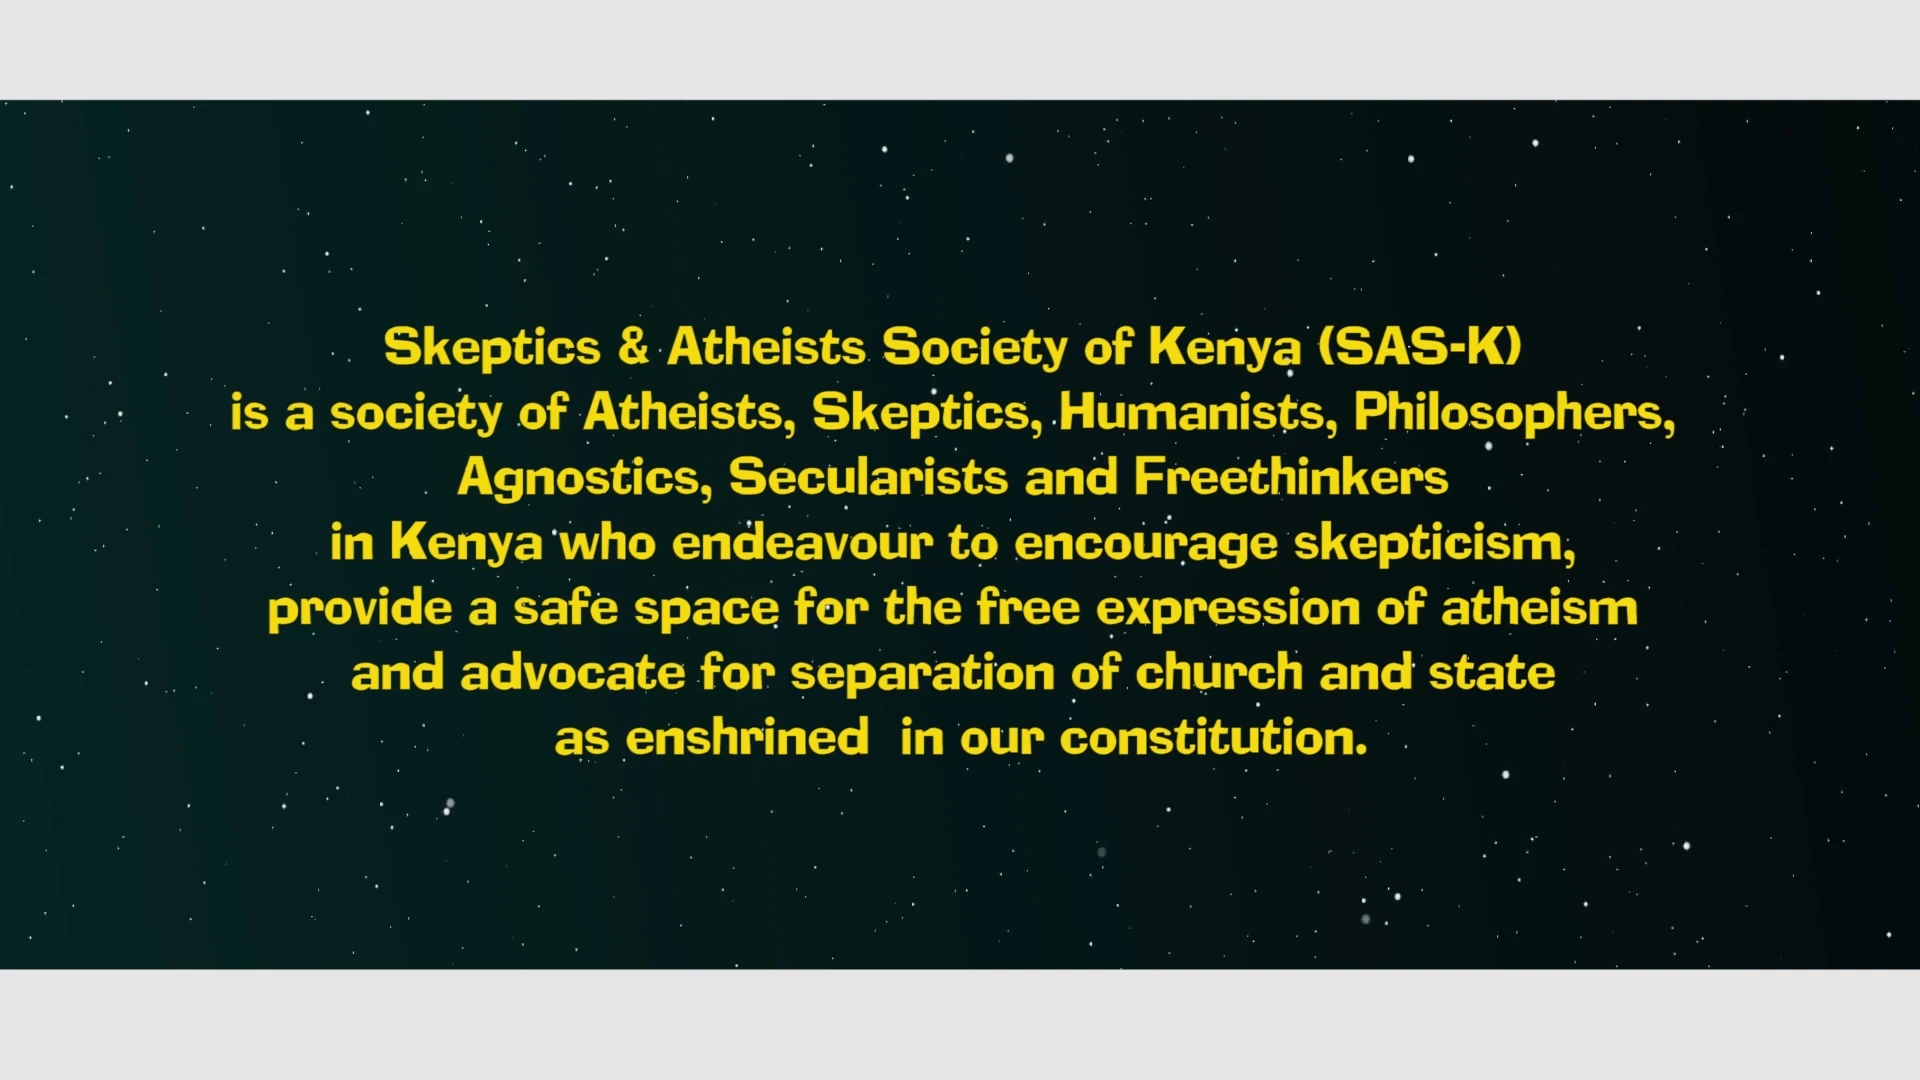 Skeptics & Atheists Society of Kenya (SAS-K)
is a society of Atheists, Skeptics, Humanists, Philosophers,
Agnostics, Secularists and Freethinkers
in Kenya who endeavour to encourage skepticism,
provide a safe space for the free expression of atheism
and advocate for separation of church and state
as enshrined  in our constitution.